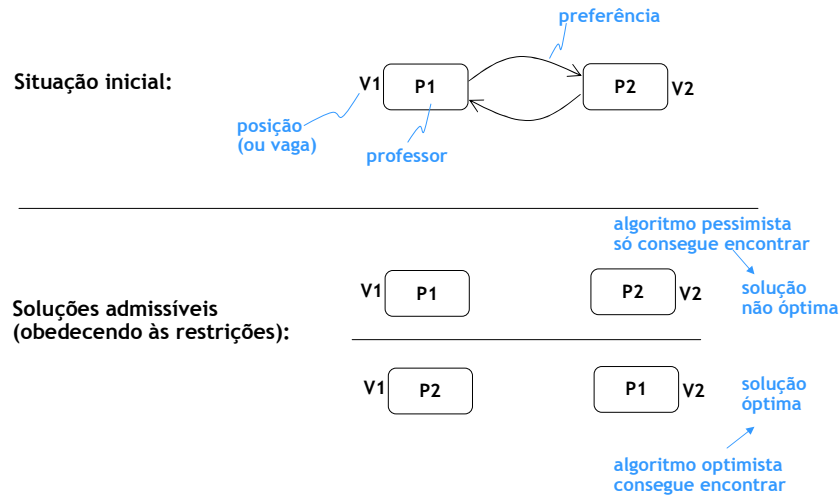 preferência
Situação inicial:
V1
P1
P2
V2
posição
(ou vaga)
professor
algoritmo pessimista
só consegue encontrar
V1
P1
P2
V2
solução
não óptima
Soluções admissíveis
(obedecendo às restrições):
V1
P2
P1
V2
solução
óptima
algoritmo optimista
consegue encontrar